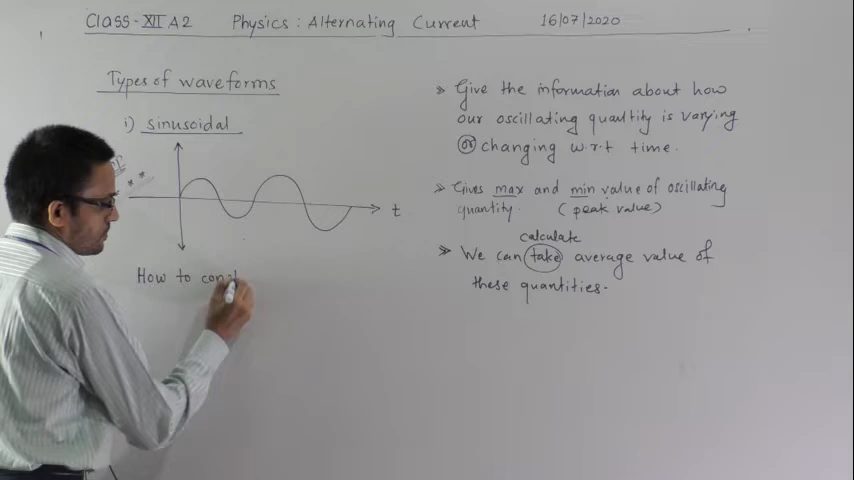 CLASS-XII A2 Physics: Alternating Current 16/07/2020
Types of waveforms
i) sinusoidal
t
How to const
» Give the information about how
our oscillating quantity is varying
or changing w.r.t time.
» Gives max and min value of oscillating
quantity. (peak value)
calculate
» We can take average value of
these quantities.